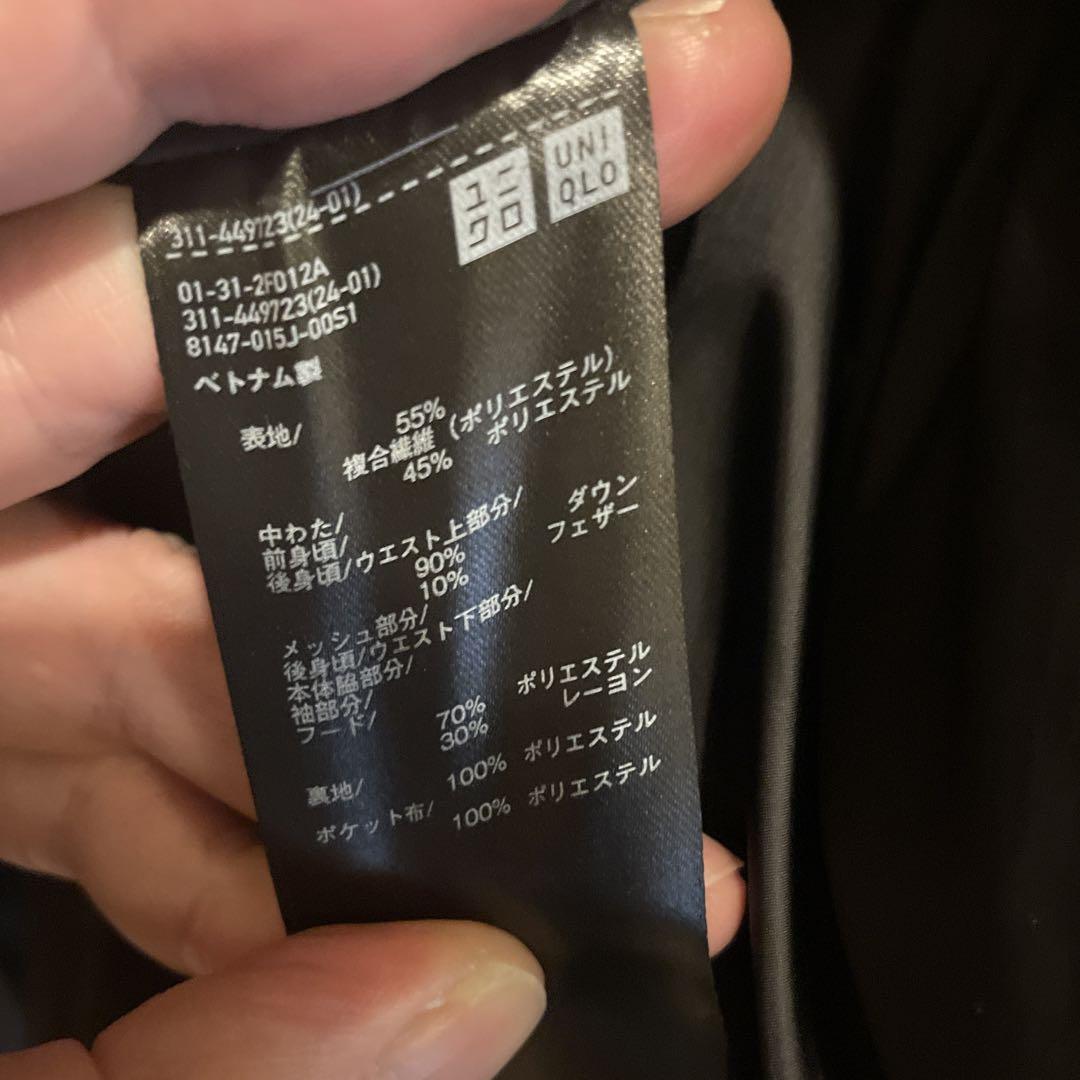 ユニ
クロ
UNI
QLO
311-449723(24-01)
01-31-2F012A
311-449723(24-01)
8147-015J-00S1
ベトナム製
表地/ 55%
複合繊維(ポリエステル)
45% ポリエステル
中わた/
前身頃/
後身頃/ウエスト上部分/
90% ダウン
10% フェザー
メッシュ部分/
後身頃/ウエスト下部分/
本体脇部分/
袖部分/
フード/ 70% ポリエステル
30% レーヨン
裏地/ 100% ポリエステル
ポケット布/ 100% ポリエステル